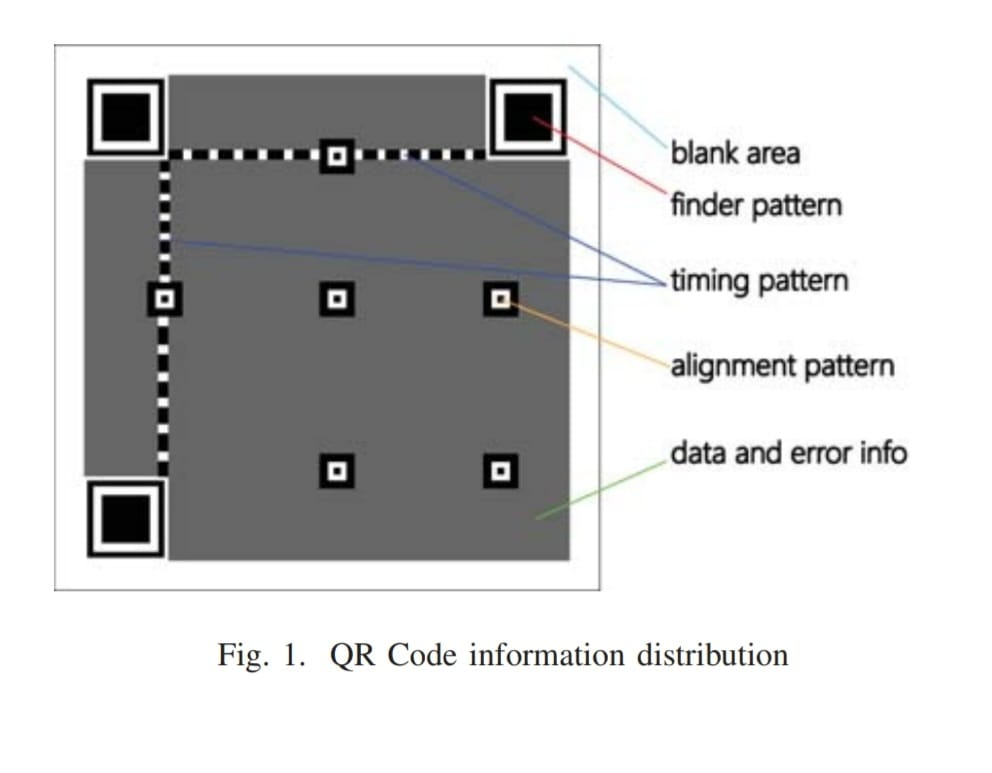 blank area
finder pattern
timing pattern
alignment pattern
data and error info
Fig. 1. QR Code information distribution